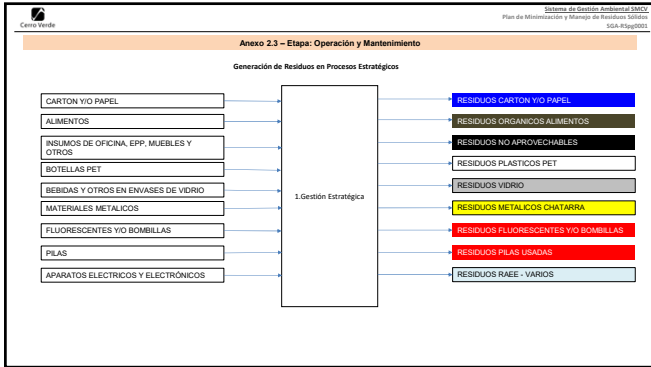 Sistema de Gestión Ambiental SMCV
Plan de Minimización y Manejo de Residuos Sólidos
SGA-RSpg0001
Cerro Verde
Anexo 2.3 – Etapa: Operación y Mantenimiento
Generación de Residuos en Procesos Estratégicos
CARTON Y/O PAPEL
ALIMENTOS
INSUMOS DE OFICINA, EPP, MUEBLES Y
OTROS
BOTELLAS PET
BEBIDAS Y OTROS EN ENVASES DE VIDRIO
MATERIALES METALICOS
FLUORESCENTES Y/O BOMBILLAS
PILAS
APARATOS ELECTRICOS Y ELECTRÓNICOS
1.Gestión Estratégica
RESIDUOS CARTON Y/O PAPEL
RESIDUOS ORGANICOS ALIMENTOS
RESIDUOS NO APROVECHABLES
RESIDUOS PLASTICOS PET
RESIDUOS VIDRIO
RESIDUOS METALICOS CHATARRA
RESIDUOS FLUORESCENTES Y/O BOMBILLAS
RESIDUOS PILAS USADAS
RESIDUOS RAEE - VARIOS